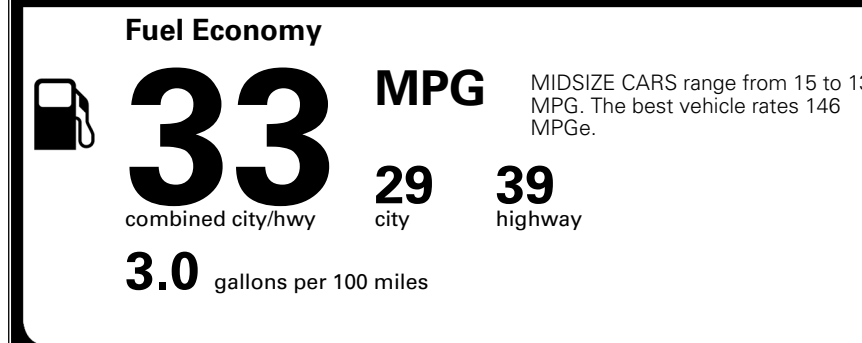 Fuel Economy
33 MPG
combined city/hwy
29 city
39 highway
3.0 gallons per 100 miles
MIDSIZE CARS range from 15 to
MPG. The best vehicle rates 146
MPGe.